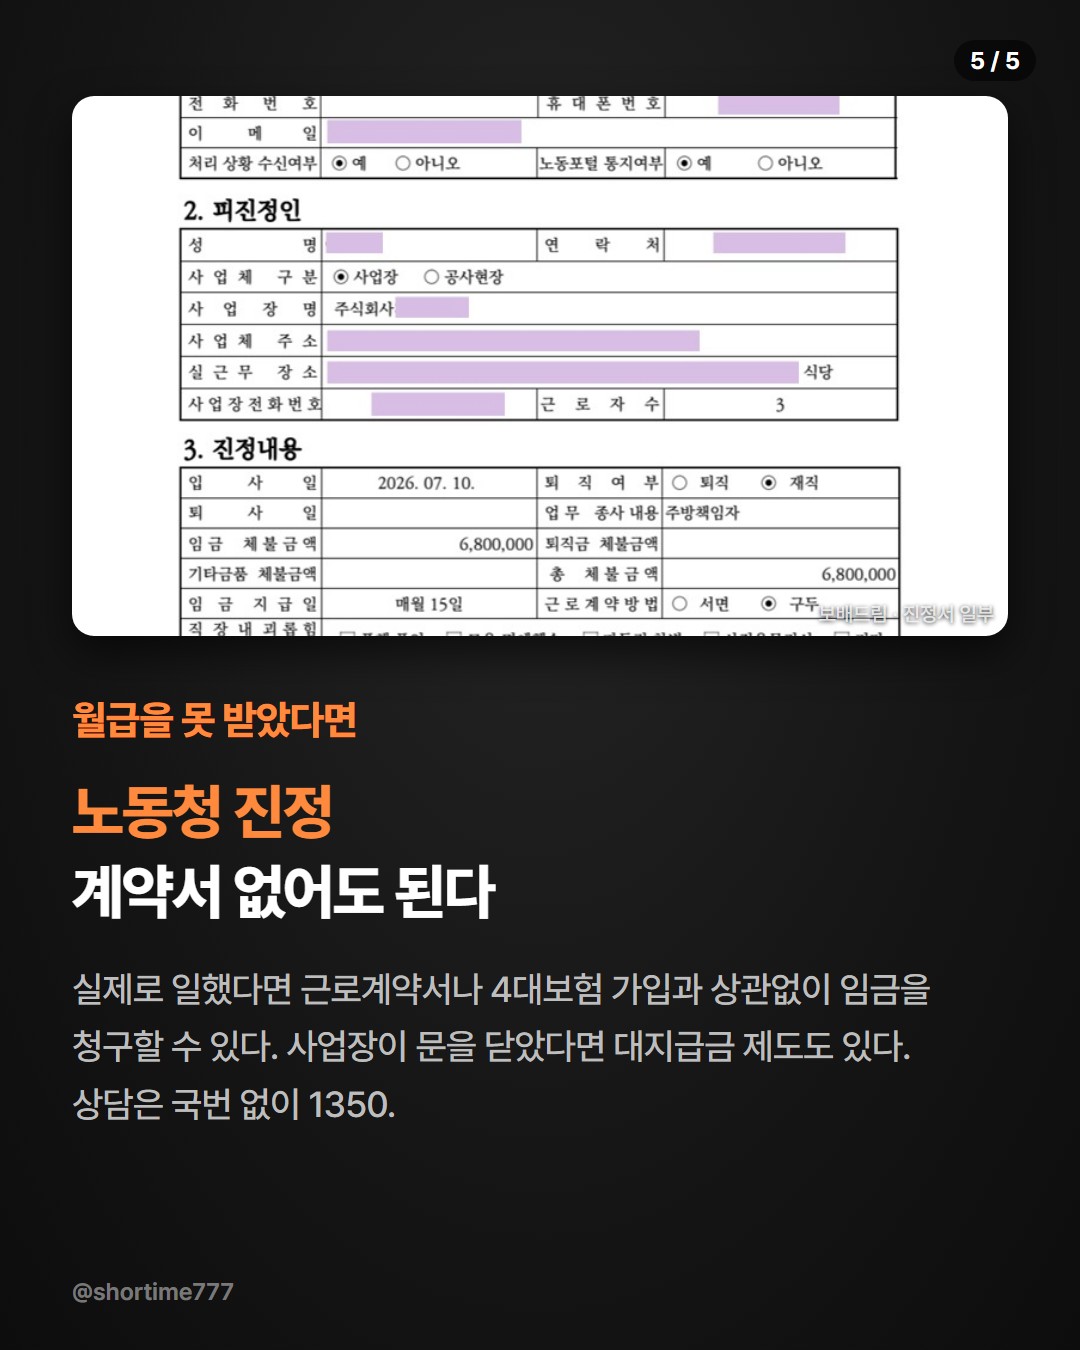 5 / 5
전 화 번 호 휴 대 폰 번 호
이 메 일
처리 상황 수신여부 예 아니오 노동포털 통지여부 예 아니오
2. 피진정인
성 명 연 락 처
사 업 체 구 분 사업장 공사현장
사 업 장 명 주식회사
사 업 체 주 소
실 근 무 장 소 식당
사 업 장 전 화 번 호 근 로 자 수 3
3. 진정내용
입 사 일 2026. 07. 10. 퇴 직 여 부 퇴직 재직
퇴 사 일 업 무 종사 내용 주방책임자
임 금 체 불 금 액 6,800,000 퇴직금 체불금액
기타금품 체불금액 총 체 불 금 액 6,800,000
임 금 지 급 일 매월 15일 근 로 계 약 방 법 서면 구두
보배드림 · 진정서 일부
직 장 내 괴 롭 힘
월급을 못 받았다면
노동청 진정
계약서 없어도 된다
실제로 일했다면 근로계약서나 4대보험 가입과 상관없이 임금을
청구할 수 있다. 사업장이 문을 닫았다면 대지급금 제도도 있다.
상담은 국번 없이 1350.
@shortime777